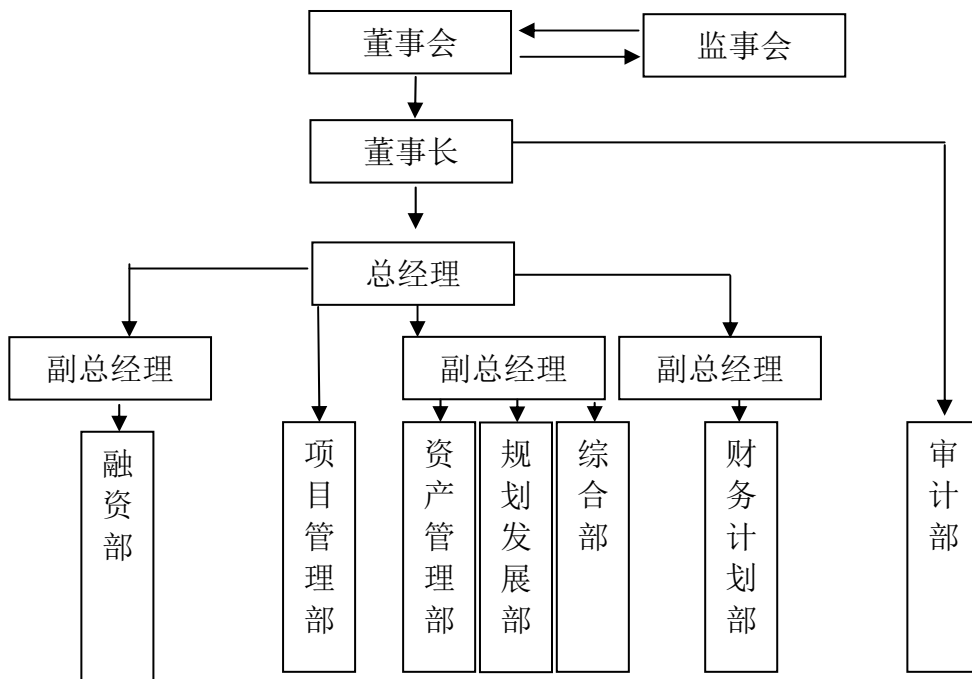 董事会
监事会
董事长
总经理
副总经理
副总经理
副总经理
融资部
项目管理部
资产管理部
规划发展部
综合部
财务计划部
审计部